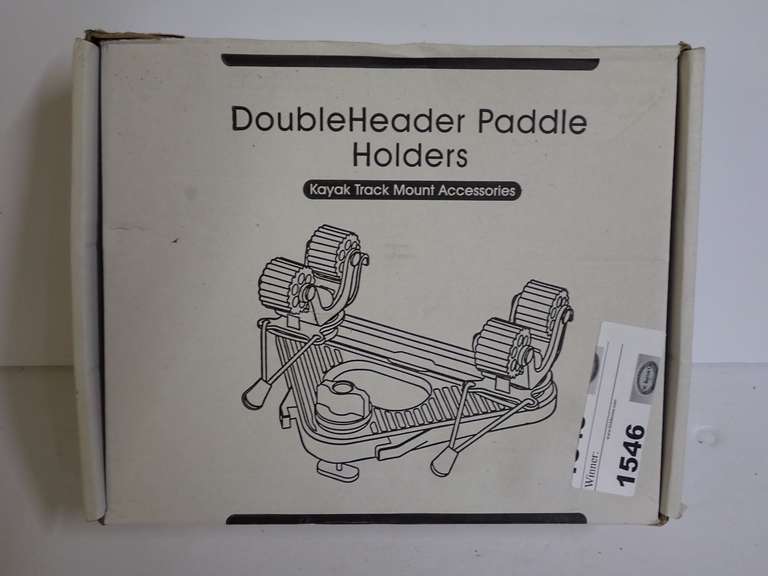 DoubleHeader Paddle
Holders
Kayak Track Mount Accessories
Winner:
1546